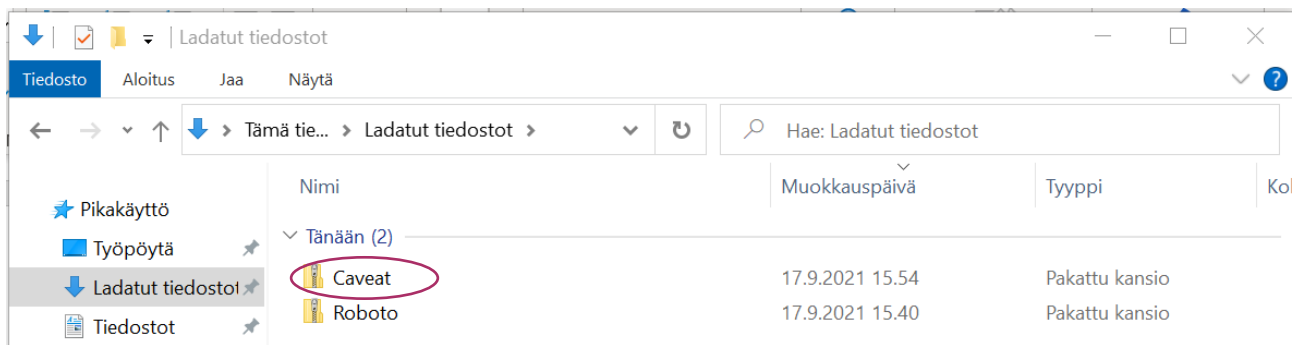 Ladatut tiedostot
Tiedosto Aloitus Jaa Näytä
Tämä tie... Ladatut tiedostot Hae: Ladatut tiedostot
Nimi Muokkauspäivä Tyyppi Kol
Pikakäyttö
Tänään (2)
Työpöytä
Caveat 17.9.2021 15.54 Pakattu kansio
Ladatut tiedostot
Roboto 17.9.2021 15.40 Pakattu kansio
Tiedostot